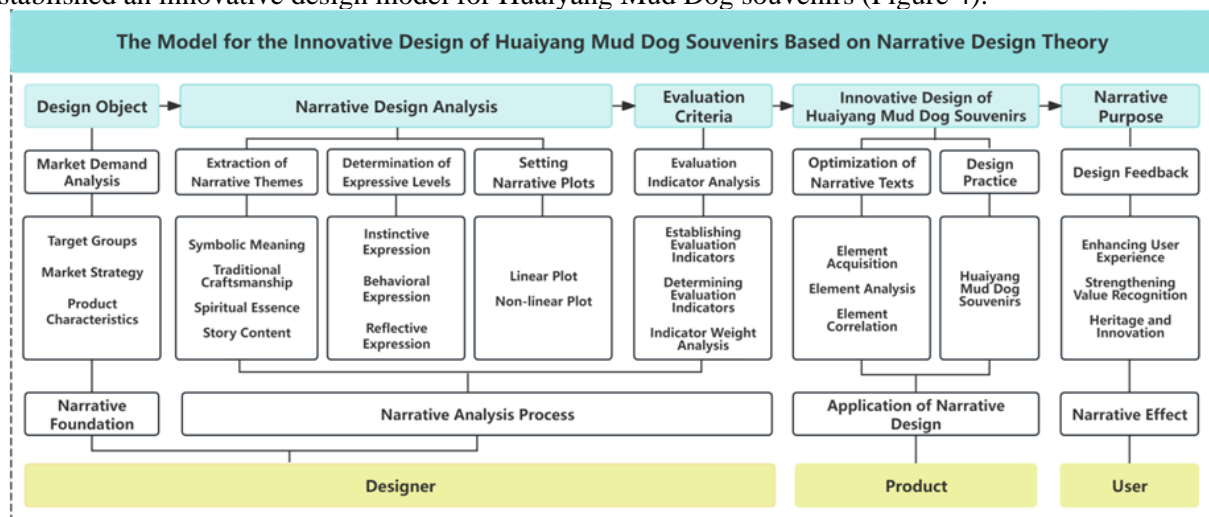 stablished an innovative design model for Huaiyang Mud Dog souvenirs (Figure 4).
The Model for the Innovative Design of Huaiyang Mud Dog Souvenirs Based on Narrative Design Theory
Design Object
Narrative Design Analysis
Evaluation
Criteria
Innovative Design of
Huaiyang Mud Dog Souvenirs
Narrative
Purpose
Market Demand
Analysis
Extraction of
Narrative Themes
Determination of
Expressive Levels
Setting
Narrative Plots
Evaluation
Indicator Analysis
Optimization of
Narrative Texts
Design
Practice
Design Feedback
Target Groups
Market Strategy
Product
Characteristics
Symbolic Meaning
Traditional
Craftsmanship
Spiritual Essence
Story Content
Instinctive
Expression
Behavioral
Expression
Reflective
Expression
Linear Plot
Non-linear Plot
Establishing
Evaluation
Indicators
Determining
Evaluation
Indicators
Indicator Weight
Analysis
Element
Acquisition
Element Analysis
Element
Correlation
Huaiyang
Mud Dog
Souvenirs
Enhancing User
Experience
Strengthening
Value Recognition
Heritage and
Innovation
Narrative
Foundation
Narrative Analysis Process
Application of Narrative
Design
Narrative Effect
Designer
Product
User